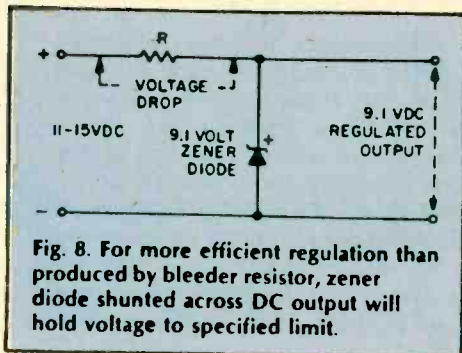 R
+
VOLTAGE
DROP
11-15VDC
9.1 VOLT
ZENER
DIODE
+
9.1 VDC
REGULATED
OUTPUT
-
Fig. 8. For more efficient regulation than
produced by bleeder resistor, zener
diode shunted across DC output will
hold voltage to specified limit.